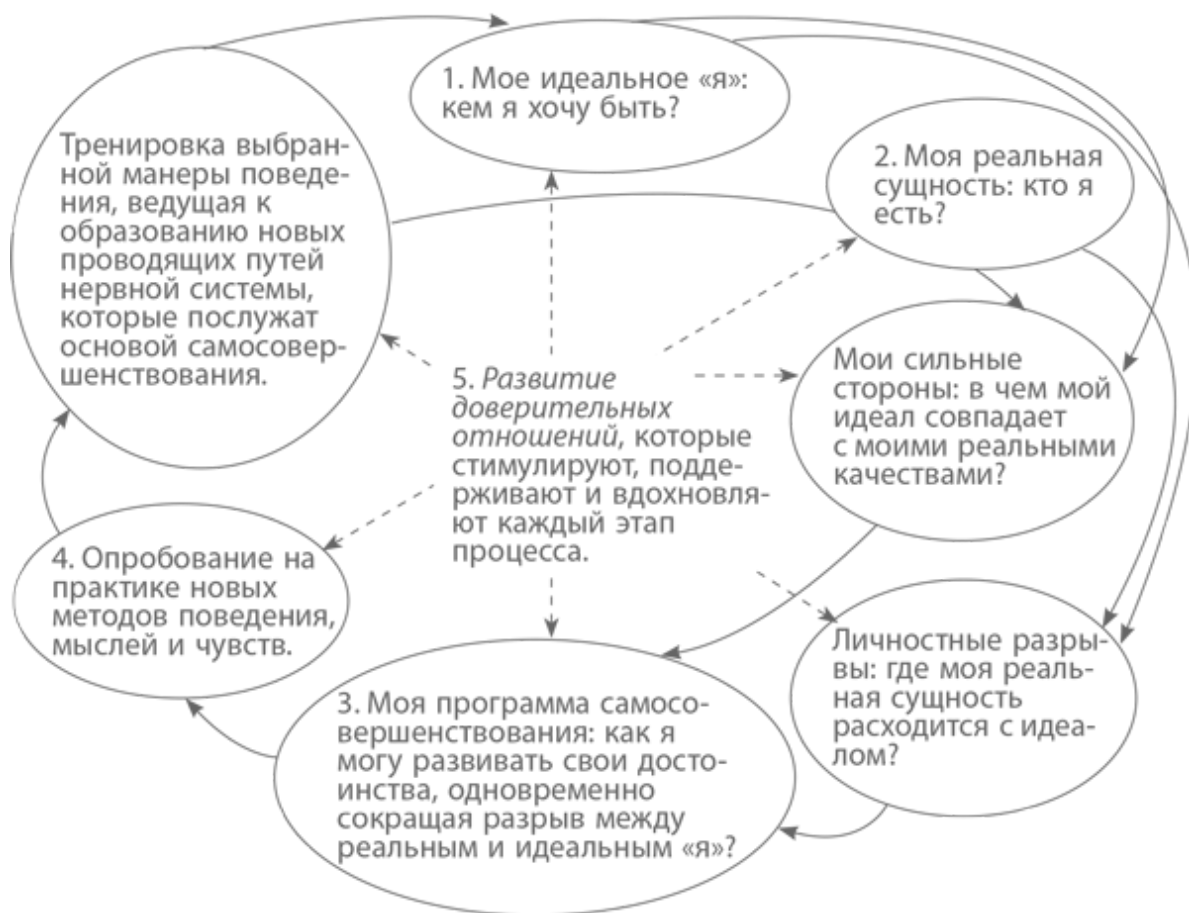 1. Мое идеальное «я»:
кем я хочу быть?
2. Моя реальная
сущность: кто я
есть?
Мои сильные
стороны: в чем мой
идеал совпадает
с моими реальными
качествами?
Личностные разры-
вы: где моя реаль-
ная сущность
расходится с идеа-
лом?
3. Моя программа самосо-
вершенствования: как я
могу развивать свои досто-
инства, одновременно
сокращая разрыв между
реальным и идеальным «я»?
4. Опробование на
практике новых
методов поведения,
мыслей и чувств.
Тренировка выбран-
ной манеры поведе-
ния, ведущая к
образованию новых
проводящих путей
нервной системы,
которые послужат
основой самосовер-
шенствования.
5. Развитие
доверительных
отношений, которые
стимулируют, подде-
рживают и вдохновля-
ют каждый этап
процесса.